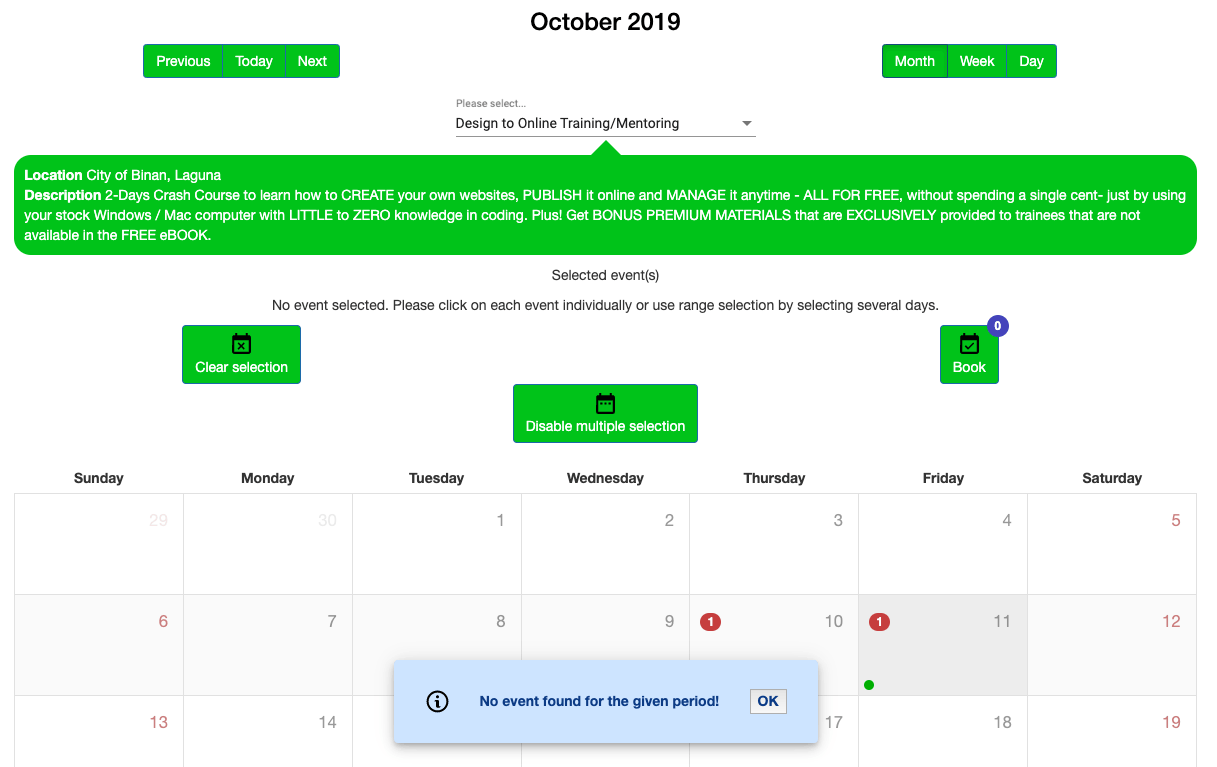 October 2019
Previous Today Next Month Week Day
Please select...
Design to Online Training/Mentoring
Location City of Binan, Laguna
Description 2-Days Crash Course to learn how to CREATE your own websites, PUBLISH it online and MANAGE it anytime - ALL FOR FREE, without spending a single cent- just by using
your stock Windows / Mac computer with LITTLE to ZERO knowledge in coding. Plus! Get BONUS PREMIUM MATERIALS that are EXCLUSIVELY provided to trainees that are not
available in the FREE eBOOK.
Selected event(s)
No event selected. Please click on each event individually or use range selection by selecting several days.
0
Clear selection Book
Disable multiple selection
Sunday Monday Tuesday Wednesday Thursday Friday Saturday
29 30 1 2 3 4 5
6 7 8 9 1 10 1 11 12
No event found for the given period! OK
13 14 17 18 19